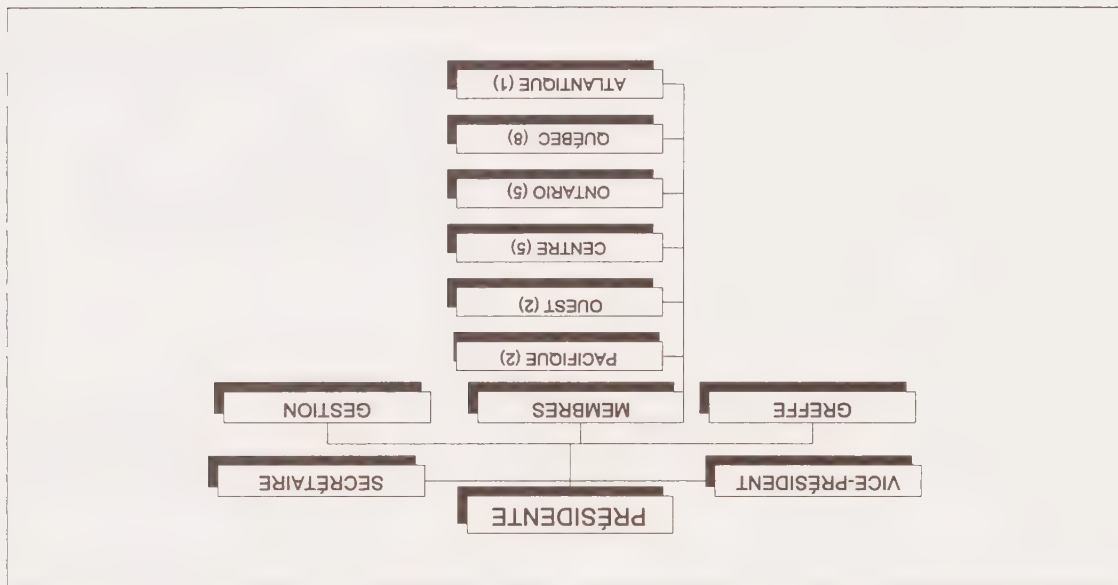 PRÉSIDENTE
VICE-PRÉSIDENT
SECRÉTAIRE
GREFFE
MEMBRES
GESTION
PACIFIQUE (2)
OUEST (2)
CENTRE (5)
ONTARIO (5)
QUÉBEC (8)
ATLANTIQUE (1)